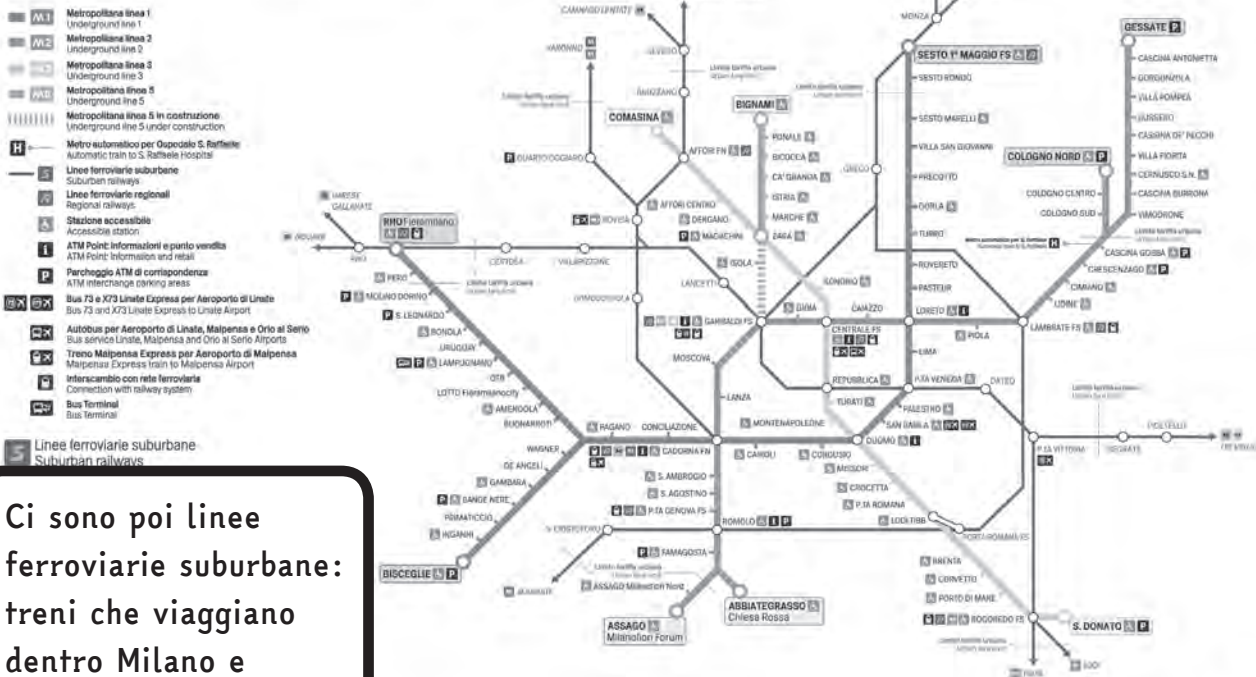 Metropolitana linea 1
Underground line 1
Metropolitana linea 2
Underground line 2
Metropolitana linea 3
Underground line 3
Metropolitana linea 5
Underground line 5
Metropolitana linea 5 in costruzione
Underground line 5 under construction
Metro automatico per Ospedale S. Raffaele
Automatic train to S. Raffaele Hospital
Linee ferroviarie suburbane
Suburban railways
Linee ferroviarie regionali
Regional railways
Stazione accessibile
Accessible station
ATM Point: informazioni e punto vendita
ATM Point: information and retail
Parcheggio ATM di corrispondenza
ATM interchange parking areas
Bus 73 e X73 Linate Express per Aeroporto di Linate
Bus 73 and X73 Linate Express to Linate Airport
Autobus per Aeroporto di Linate, Malpensa e Orio al Serio
Bus service Linate, Malpensa and Orio al Serio Airports
Treno Malpensa Express per Aeroporto di Malpensa
Malpensa Express train to Malpensa Airport
Interscambio con rete ferroviaria
Connection with railway system
Bus Terminal
Bus Terminal
S Linee ferroviarie suburbane
Suburban railways
Ci sono poi linee
ferroviarie suburbane:
treni che viaggiano
dentro Milano e
CAMNAGO LENTATE
SEVESO
COMASINA
AFFORI FN
QUARTO OGGIARO
AFFORI CENTRO
DERGANO
MACIACHINI
BOVISA
VARESE
GALLARATE
RHO Fieramilano
RHO
CERTOSA
VILLAPIZZONE
LANCETTI
PERO
MOLINO DORINO
S. LEONARDO
BONOLA
URUGUAY
LAMPUGNANO
QT8
LOTTO Fieramilanocity
AMENDOLA
BUONARROTI
PAGANO
CONCILIAZIONE
CADORNA FN
WAGNER
DE ANGELI
GAMBARA
BANDE NERE
PRIMATICCIO
INGANNI
BISCEGLIE P
BIGNAMI
PONALE
BICOCCA
CA' GRANDA
ISTRIA
MARCHE
ZARA
ISOLA
GARIBALDI FS
MOSCOVA
LANZA
SONDRIO
GIOIA
CAIAZZO
CENTRALE FS
REPUBBLICA
TURATI
MONTENAPOLEONE
CAIROLI
CORDUSIO
DUOMO
MISSORI
CROCETTA
P.TA ROMANA
LODI TIBB
PORTA ROMANA FS
BRENTA
CORVETTO
PORTO DI MARE
ROGOREDO FS
S. DONATO
LODI
S. AMBROGIO
S. AGOSTINO
P.TA GENOVA FS
ROMOLO
FAMAGOSTA
S. CRISTOFORO
ASSAGO Milanofiori Nord
ASSAGO
Milanofiori Forum
ABBIATEGRASSO
Chiesa Rossa
MONZA
SESTO 1º MAGGIO FS
SESTO RONDÒ
SESTO MARELLI
VILLA SAN GIOVANNI
PRECOTTO
GORLA
TURRO
ROVERETO
PASTEUR
LORETO
LIMA
P.TA VENEZIA
PALESTRO
SAN BABILA
GRECO
DATEO
P.TA VITTORIA
SEGRATE
PIOLTELLO
PIOLA
LAMBRATE FS
UDINE
CIMIANO
CRESCENZAGO
CASCINA GOBBA
COLOGNO NORD P
COLOGNO CENTRO
COLOGNO SUD
GESSATE P
CASCINA ANTONIETTA
GORGONZOLA
VILLA POMPEA
BUSSERO
CASSINA DE' PECCHI
VILLA FIORITA
CERNUSCO S.N.
CASCINA BURRONA
VIMODRONE